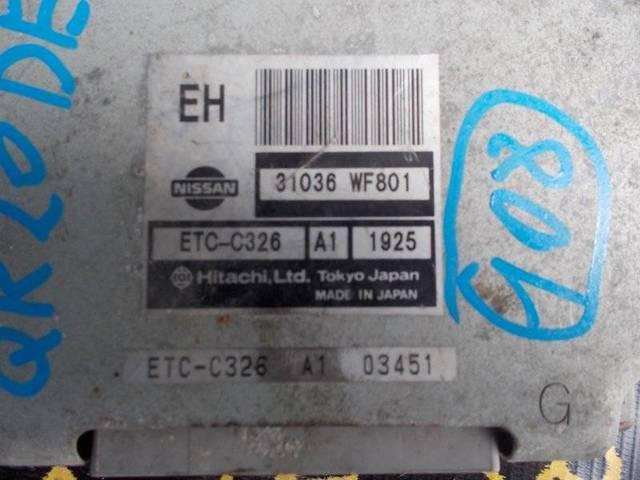 QR20DE
EH
NISSAN
31036 WF801
ETC-C326 A1 1925
Hitachi, Ltd. Tokyo Japan
MADE IN JAPAN
ETC-C326 A1 03451
G